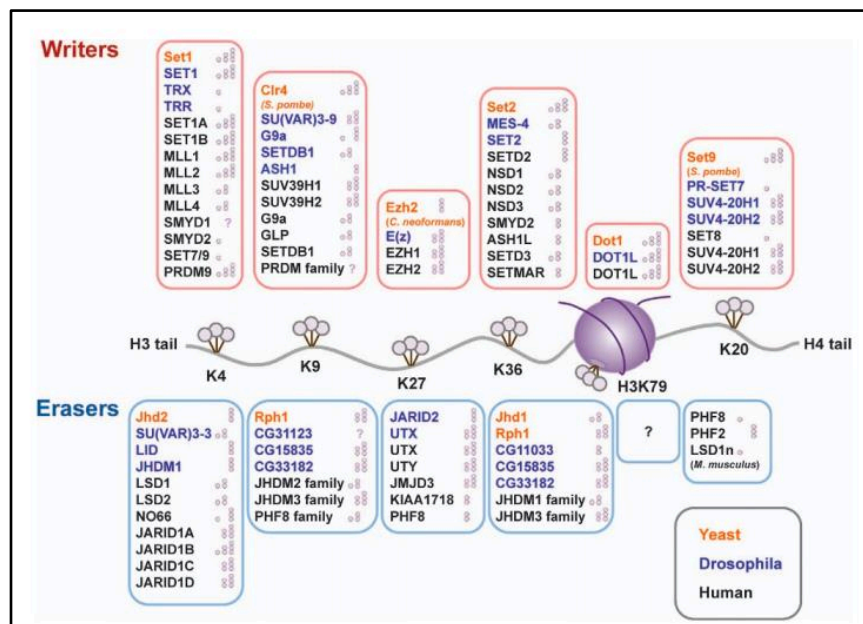 Writers
Set1
SET1
TRX
TRR
SET1A
SET1B
MLL1
MLL2
MLL3
MLL4
SMYD1 ?
SMYD2
SET7/9
PRDM9
Clr4
(S. pombe)
SU(VAR)3-9
G9a
SETDB1
ASH1
SUV39H1
SUV39H2
G9a
GLP
SETDB1
PRDM family ?
Ezh2
(C. neoformans)
E(z)
EZH1
EZH2
Set2
MES-4
SET2
SETD2
NSD1
NSD2
NSD3
SMYD2
ASH1L
SETD3
SETMAR
Dot1
DOT1L
DOT1L
Set9
(S. pombe)
PR-SET7
SUV4-20H1
SUV4-20H2
SET8
SUV4-20H1
SUV4-20H2
H3 tail
K4
K9
K27
K36
H3K79
K20
H4 tail
Erasers
Jhd2
SU(VAR)3-3
LID
JHDM1
LSD1
LSD2
NO66
JARID1A
JARID1B
JARID1C
JARID1D
Rph1
CG31123 ?
CG15835
CG33182
JHDM2 family
JHDM3 family
PHF8 family
JARID2
UTX
UTX
UTY
JMJD3
KIAA1718
PHF8
Jhd1
Rph1
CG11033
CG15835
CG33182
JHDM1 family
JHDM3 family
?
PHF8
PHF2
LSD1n
(M. musculus)
Yeast
Drosophila
Human